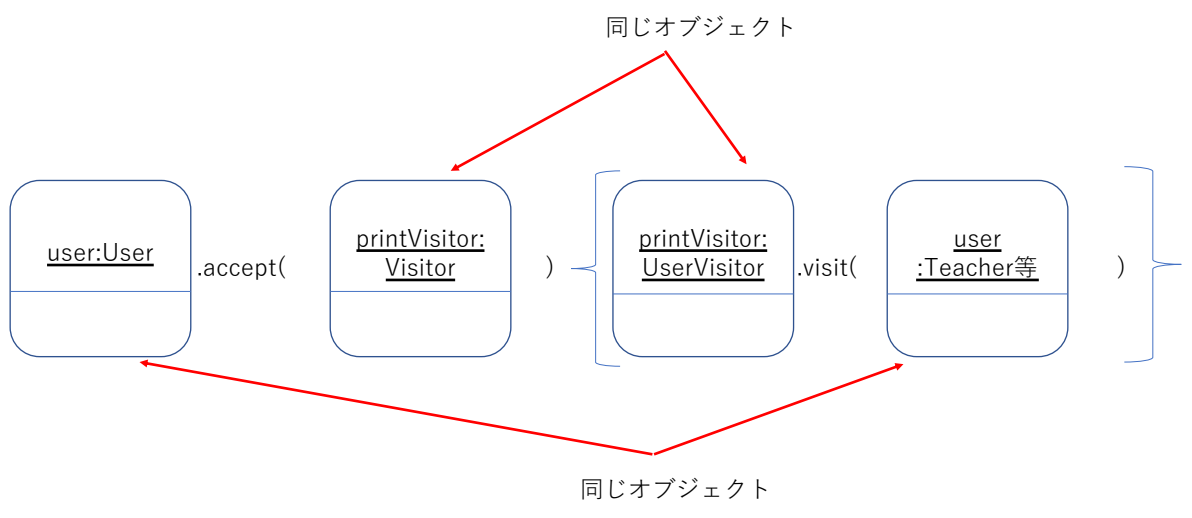 同じオブジェクト
user:User
.accept(
printVisitor:
Visitor
)
printVisitor:
UserVisitor
.visit(
user
:Teacher等
)
同じオブジェクト